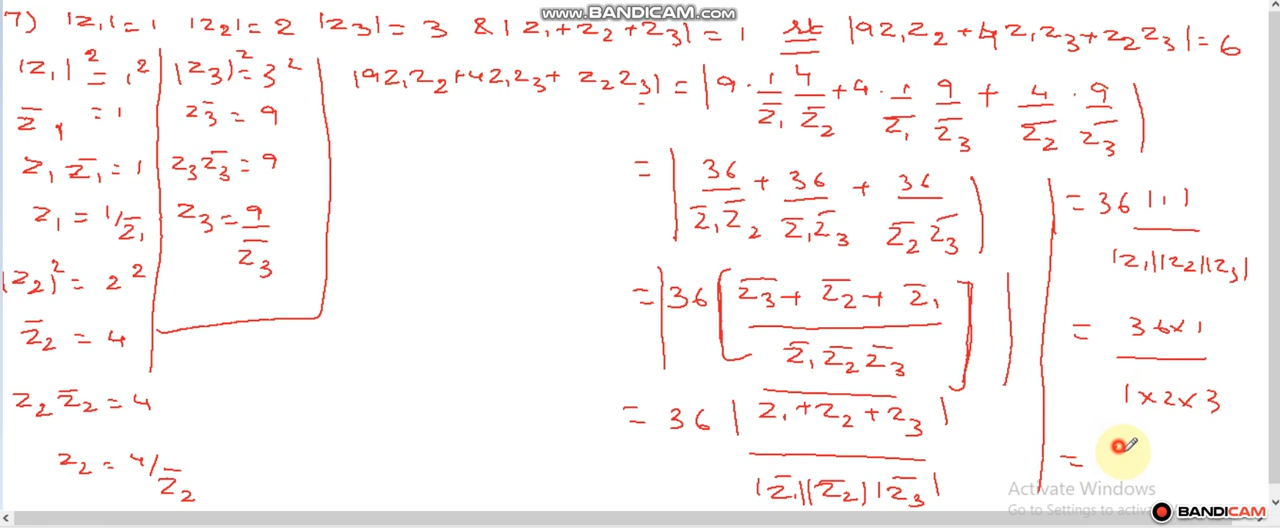 www.BANDICAM.com
7) |z₁| = 1 |z₂| = 2 |z₃| = 3 & |z₁ + z₂ + z₃| = 1 st |9z₁z₂ + 4z₁z₃ + z₂z₃| = 6
|z₁|² = 1²
z̄₁ = 1
z₁ z̄₁ = 1
z₁ = 1/z̄₁
|z₂)² = 2²
z̄₂ = 4
z₂ z̄₂ = 4
z₂ = 4/z̄₂
|z₃)² = 3²
z̄₃ = 9
z₃z̄₃ = 9
z₃ = 9/z̄₃
|9z₁z₂ + 4z₁z₃ + z₂z₃| = |9 · 1/z̄₁ 4/z̄₂ + 4 · 1/z̄₁ 9/z̄₃ + 4/z̄₂ · 9/z̄₃|
= |36/z̄₁z̄₂ + 36/z̄₁z̄₃ + 36/z̄₂z̄₃|
= |36 [(z̄₃ + z̄₂ + z̄₁)/(z̄₁ z̄₂ z̄₃)]|
= 36 |z₁ + z₂ + z₃| / |z̄₁||z̄₂)|z̄₃|
= 36 |1| / |z₁||z₂||z₃|
= 36×1 / 1×2×3
=
Activate Windows
Go to Settings to activ
BANDICAM